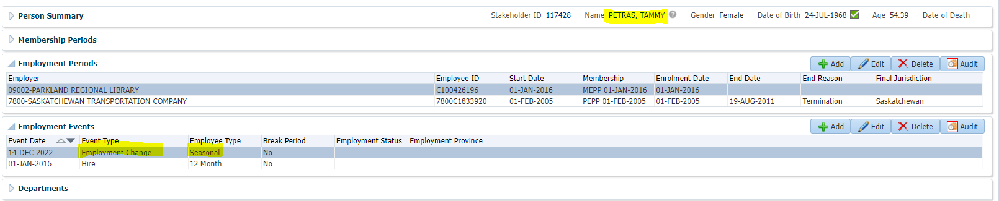 Person Summary Stakeholder ID 117428 Name PETRAS, TAMMY ? Gender Female Date of Birth 24-JUL-1968 Age 54.39 Date of Death
Membership Periods
Employment Periods Add Edit Delete Audit
Employer Employee ID Start Date Membership Enrolment Date End Date End Reason Final Jurisdiction
09002-PARKLAND REGIONAL LIBRARY C100426196 01-JAN-2016 MEPP 01-JAN-2016 01-JAN-2016
7800-SASKATCHEWAN TRANSPORTATION COMPANY 7800C1833920 01-FEB-2005 PEPP 01-FEB-2005 01-FEB-2005 19-AUG-2011 Termination Saskatchewan
Employment Events Add Edit Delete Audit
Event Date Event Type Employee Type Break Period Employment Status Employment Province
14-DEC-2022 Employment Change Seasonal No
01-JAN-2016 Hire 12 Month No
Departments